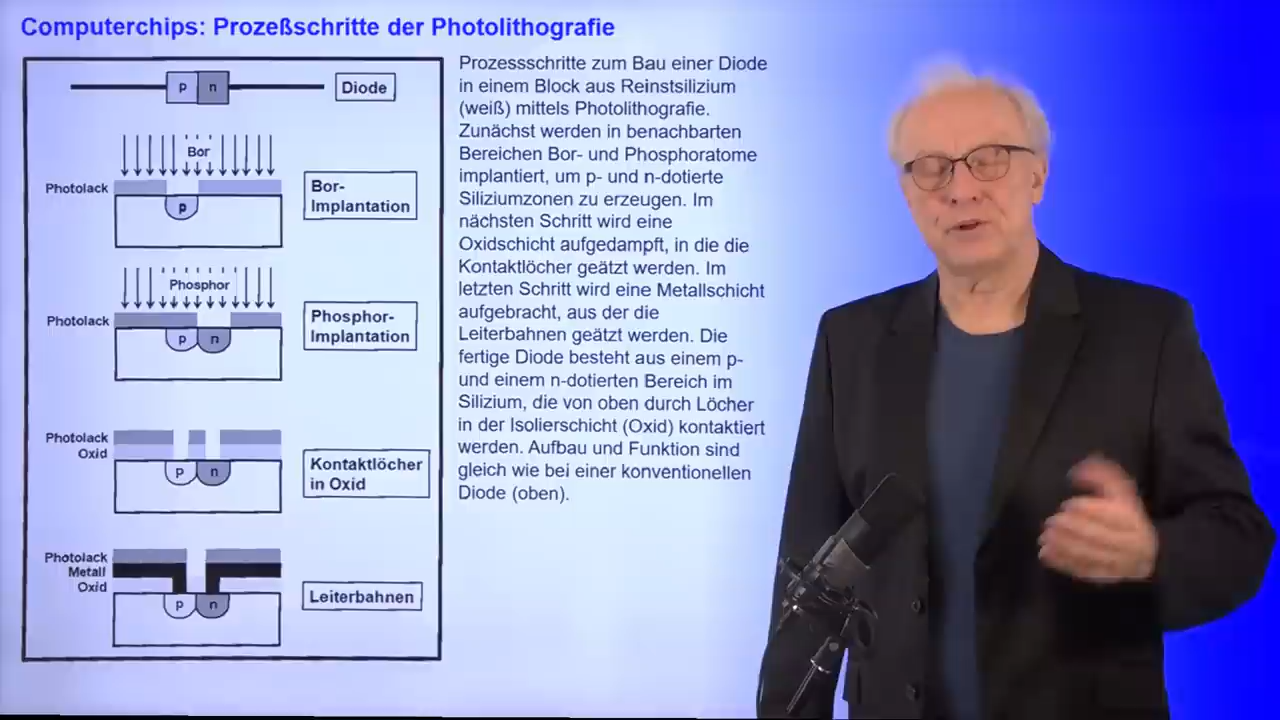 Computerchips: Prozeßschritte der Photolithografie
p n
Diode
Bor
Photolack
p
Bor-
Implantation
Phosphor
Photolack
p n
Phosphor-
Implantation
Photolack
Oxid
p n
Kontaktlöcher
in Oxid
Photolack
Metall
Oxid
p n
Leiterbahnen
Prozessschritte zum Bau einer Diode
in einem Block aus Reinstsilizium
(weiß) mittels Photolithografie.
Zunächst werden in benachbarten
Bereichen Bor- und Phosphoratome
implantiert, um p- und n-dotierte
Siliziumzonen zu erzeugen. Im
nächsten Schritt wird eine
Oxidschicht aufgedampft, in die die
Kontaktlöcher geätzt werden. Im
letzten Schritt wird eine Metallschicht
aufgebracht, aus der die
Leiterbahnen geätzt werden. Die
fertige Diode besteht aus einem p-
und einem n-dotierten Bereich im
Silizium, die von oben durch Löcher
in der Isolierschicht (Oxid) kontaktiert
werden. Aufbau und Funktion sind
gleich wie bei einer konventionellen
Diode (oben).